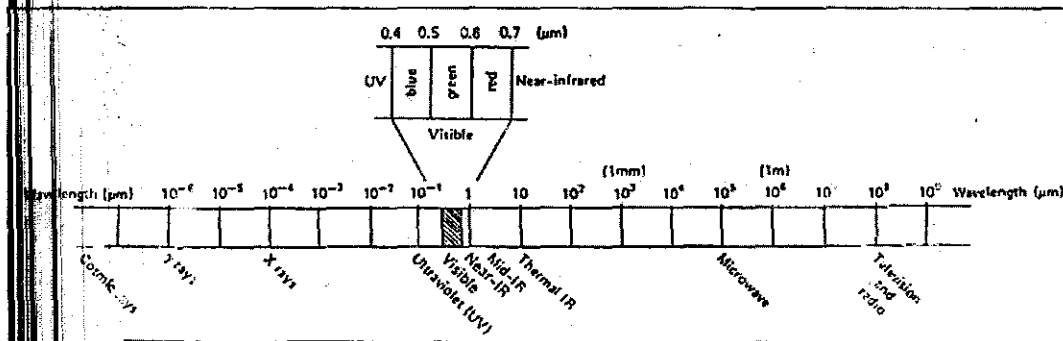 0.4 0.5 0.6 0.7 (μm)
UV blue green red Near-infrared
Visible
(1mm) (1m)
Wavelength (μm) 10⁻⁶ 10⁻⁵ 10⁻⁴ 10⁻³ 10⁻² 10⁻¹ 1 10 10² 10³ 10⁴ 10⁵ 10⁶ 10⁸ Wavelength (μm)
γ rays
X rays
Ultraviolet (UV)
Visible
Near-IR
Mid-IR
Thermal IR
Microwave
Television
and
radio